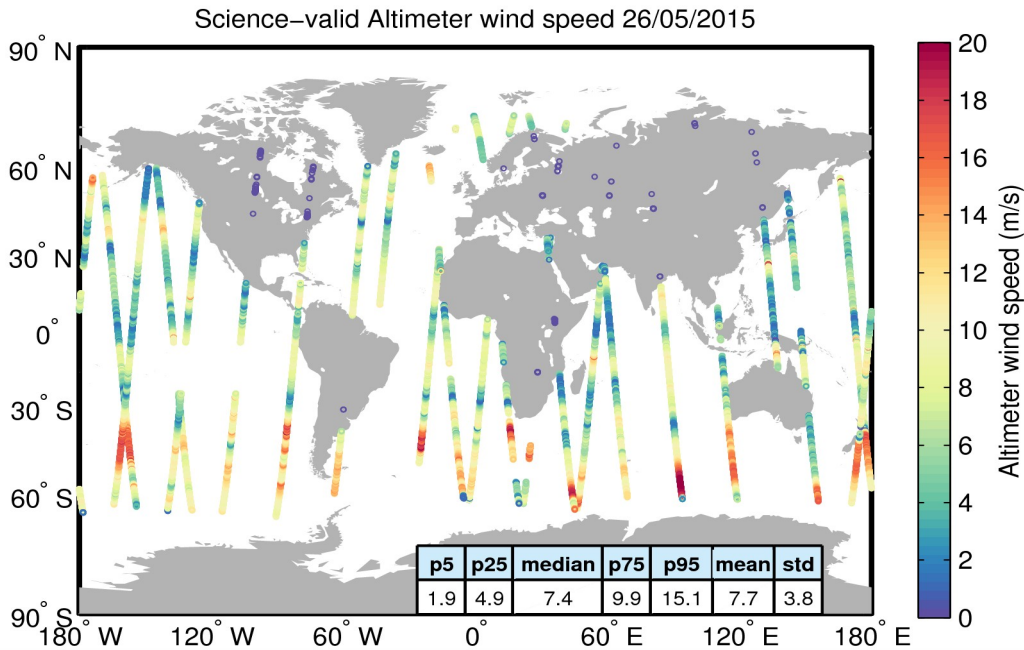 Science−valid Altimeter wind speed 26/05/2015
90° N
60° N
30° N
0°
30° S
60° S
90° S
180° W
120° W
60° W
0°
60° E
120° E
180° E
p5 p25 median p75 p95 mean std
1.9 4.9 7.4 9.9 15.1 7.7 3.8
20
18
16
14
12
10
8
6
4
2
0
Altimeter wind speed (m/s)